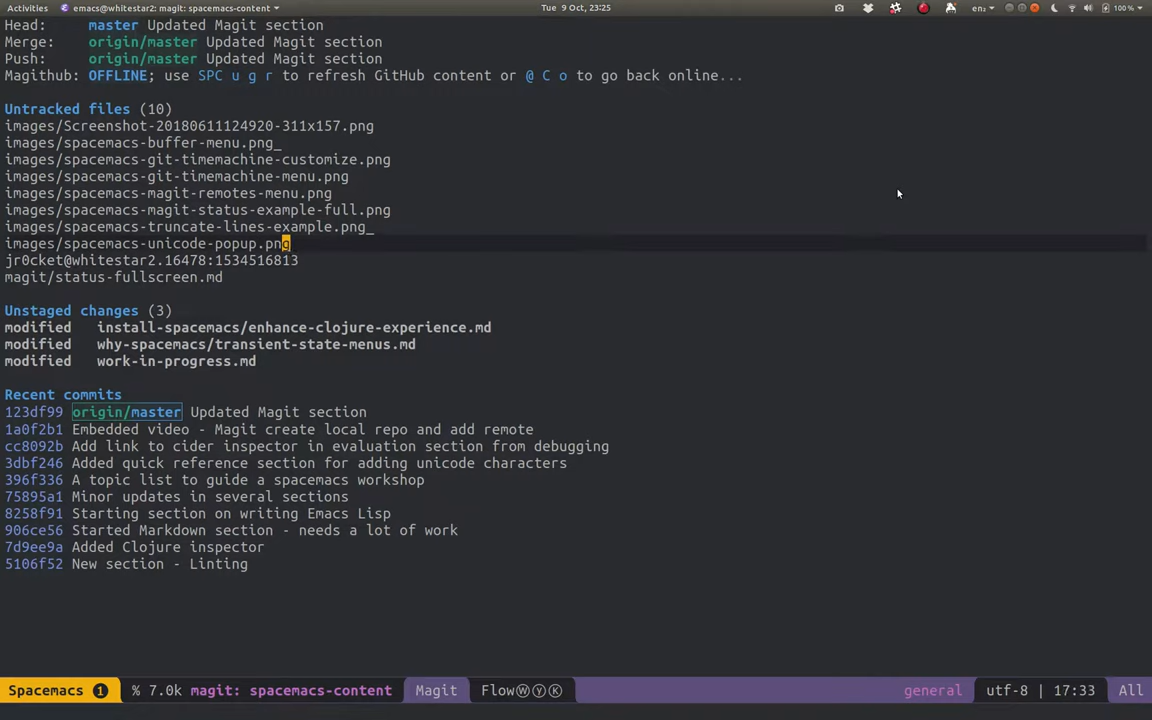 Activities emacs@whitestar2: magit: spacemacs-content Tue 9 Oct, 23:25 en₂ 100%
Head: master Updated Magit section
Merge: origin/master Updated Magit section
Push: origin/master Updated Magit section
Magithub: OFFLINE; use SPC u g r to refresh GitHub content or @ C o to go back online...
Untracked files (10)
images/Screenshot-20180611124920-311x157.png
images/spacemacs-buffer-menu.png_
images/spacemacs-git-timemachine-customize.png
images/spacemacs-git-timemachine-menu.png
images/spacemacs-magit-remotes-menu.png
images/spacemacs-magit-status-example-full.png
images/spacemacs-truncate-lines-example.png_
images/spacemacs-unicode-popup.png
jr0cket@whitestar2.16478:1534516813
magit/status-fullscreen.md
Unstaged changes (3)
modified install-spacemacs/enhance-clojure-experience.md
modified why-spacemacs/transient-state-menus.md
modified work-in-progress.md
Recent commits
123df99 origin/master Updated Magit section
1a0f2b1 Embedded video - Magit create local repo and add remote
cc8092b Add link to cider inspector in evaluation section from debugging
3dbf246 Added quick reference section for adding unicode characters
396f336 A topic list to guide a spacemacs workshop
75895a1 Minor updates in several sections
8258f91 Starting section on writing Emacs Lisp
906ce56 Started Markdown section - needs a lot of work
7d9ee9a Added Clojure inspector
5106f52 New section - Linting
Spacemacs ❶ % 7.0k magit: spacemacs-content Magit FlowⓌⓨⓀ general utf-8 | 17:33 All